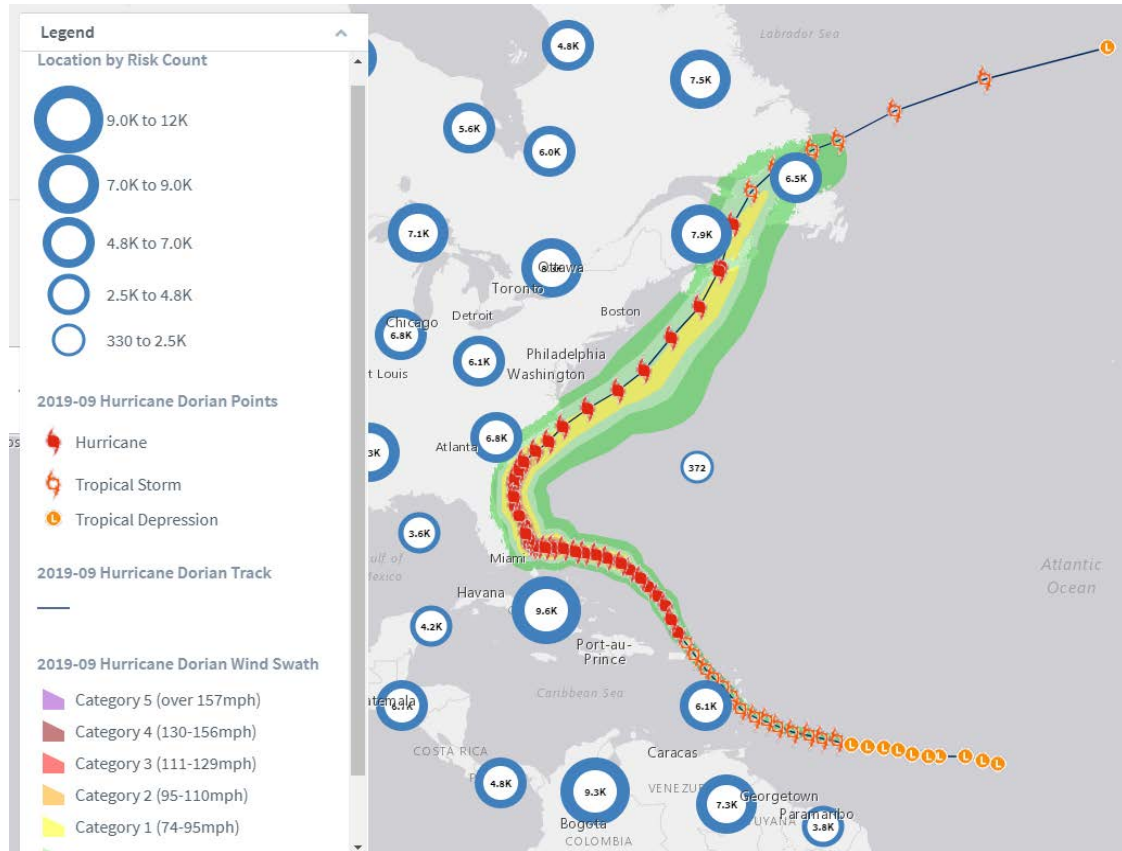 Legend
Location by Risk Count
9.0K to 12K
7.0K to 9.0K
4.8K to 7.0K
2.5K to 4.8K
330 to 2.5K
2019-09 Hurricane Dorian Points
Hurricane
Tropical Storm
Tropical Depression
2019-09 Hurricane Dorian Track
2019-09 Hurricane Dorian Wind Swath
Category 5 (over 157mph)
Category 4 (130-156mph)
Category 3 (111-129mph)
Category 2 (95-110mph)
Category 1 (74-95mph)
Labrador Sea
4.8K
7.5K
5.6K
6.0K
6.5K
7.1K
7.9K
Ottawa
Toronto
Chicago
Detroit
Boston
6.8K
6.1K
Philadelphia
t Louis
Washington
Atlanta
6.8K
3K
372
3.6K
Miami
ulf of
Mexico
Atlantic
Ocean
Havana
9.6K
4.2K
Port-au-
Prince
Caribbean Sea
atemala
6.1K
COSTA RICA
Caracas
4.8K
9.3K
VENEZU
7.3K
Georgetown
Paramaribo
UYANA
3.8K
Bogota
COLOMBIA